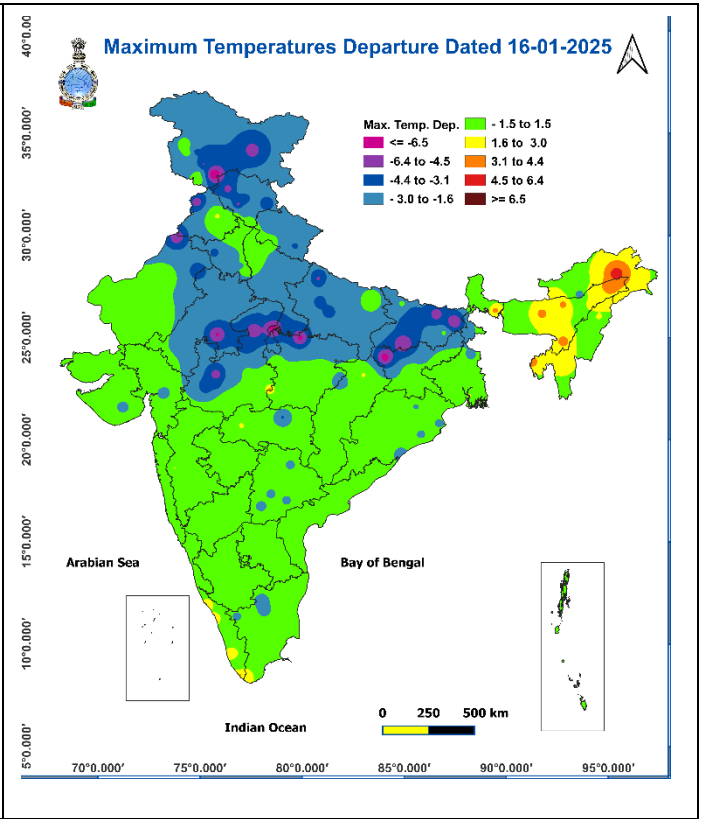 Maximum Temperatures Departure Dated 16-01-2025
40°0.00
35°0.000'
30°0.000'
25°0.000'
20°0.000'
15°0.000'
10°0.000'
5°0.000'
Max. Temp. Dep.
<= -6.5
-6.4 to -4.5
-4.4 to -3.1
- 3.0 to -1.6
- 1.5 to 1.5
1.6 to 3.0
3.1 to 4.4
4.5 to 6.4
>= 6.5
Arabian Sea
Bay of Bengal
Indian Ocean
0 250 500 km
70°0.000' 75°0.000' 80°0.000' 85°0.000' 90°0.000' 95°0.000'